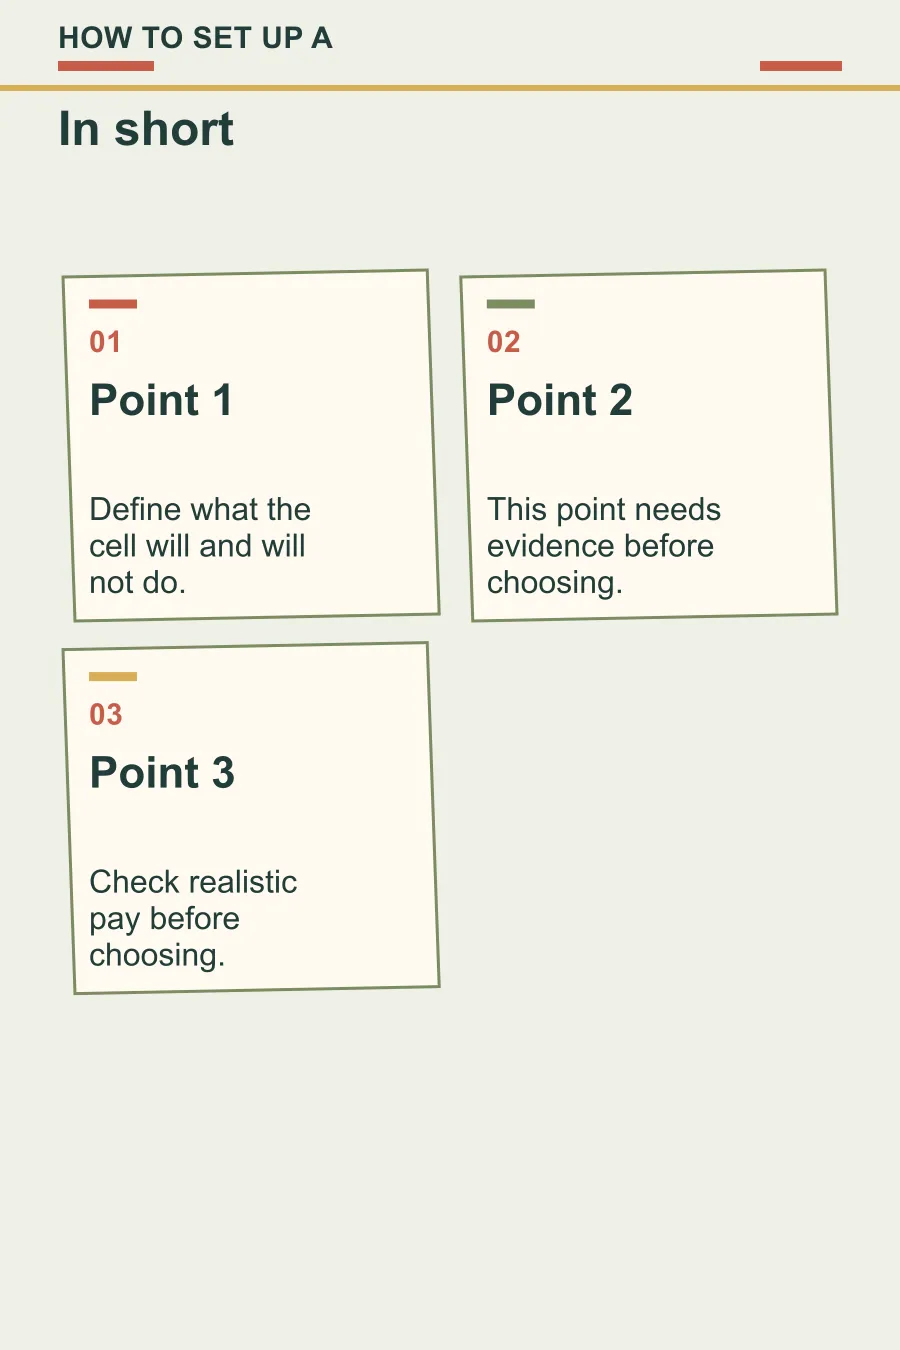 HOW TO SET UP A
In short
01
Point 1
Define what the
cell will and will
not do.
02
Point 2
This point needs
evidence before
choosing.
03
Point 3
Check realistic
pay before
choosing.